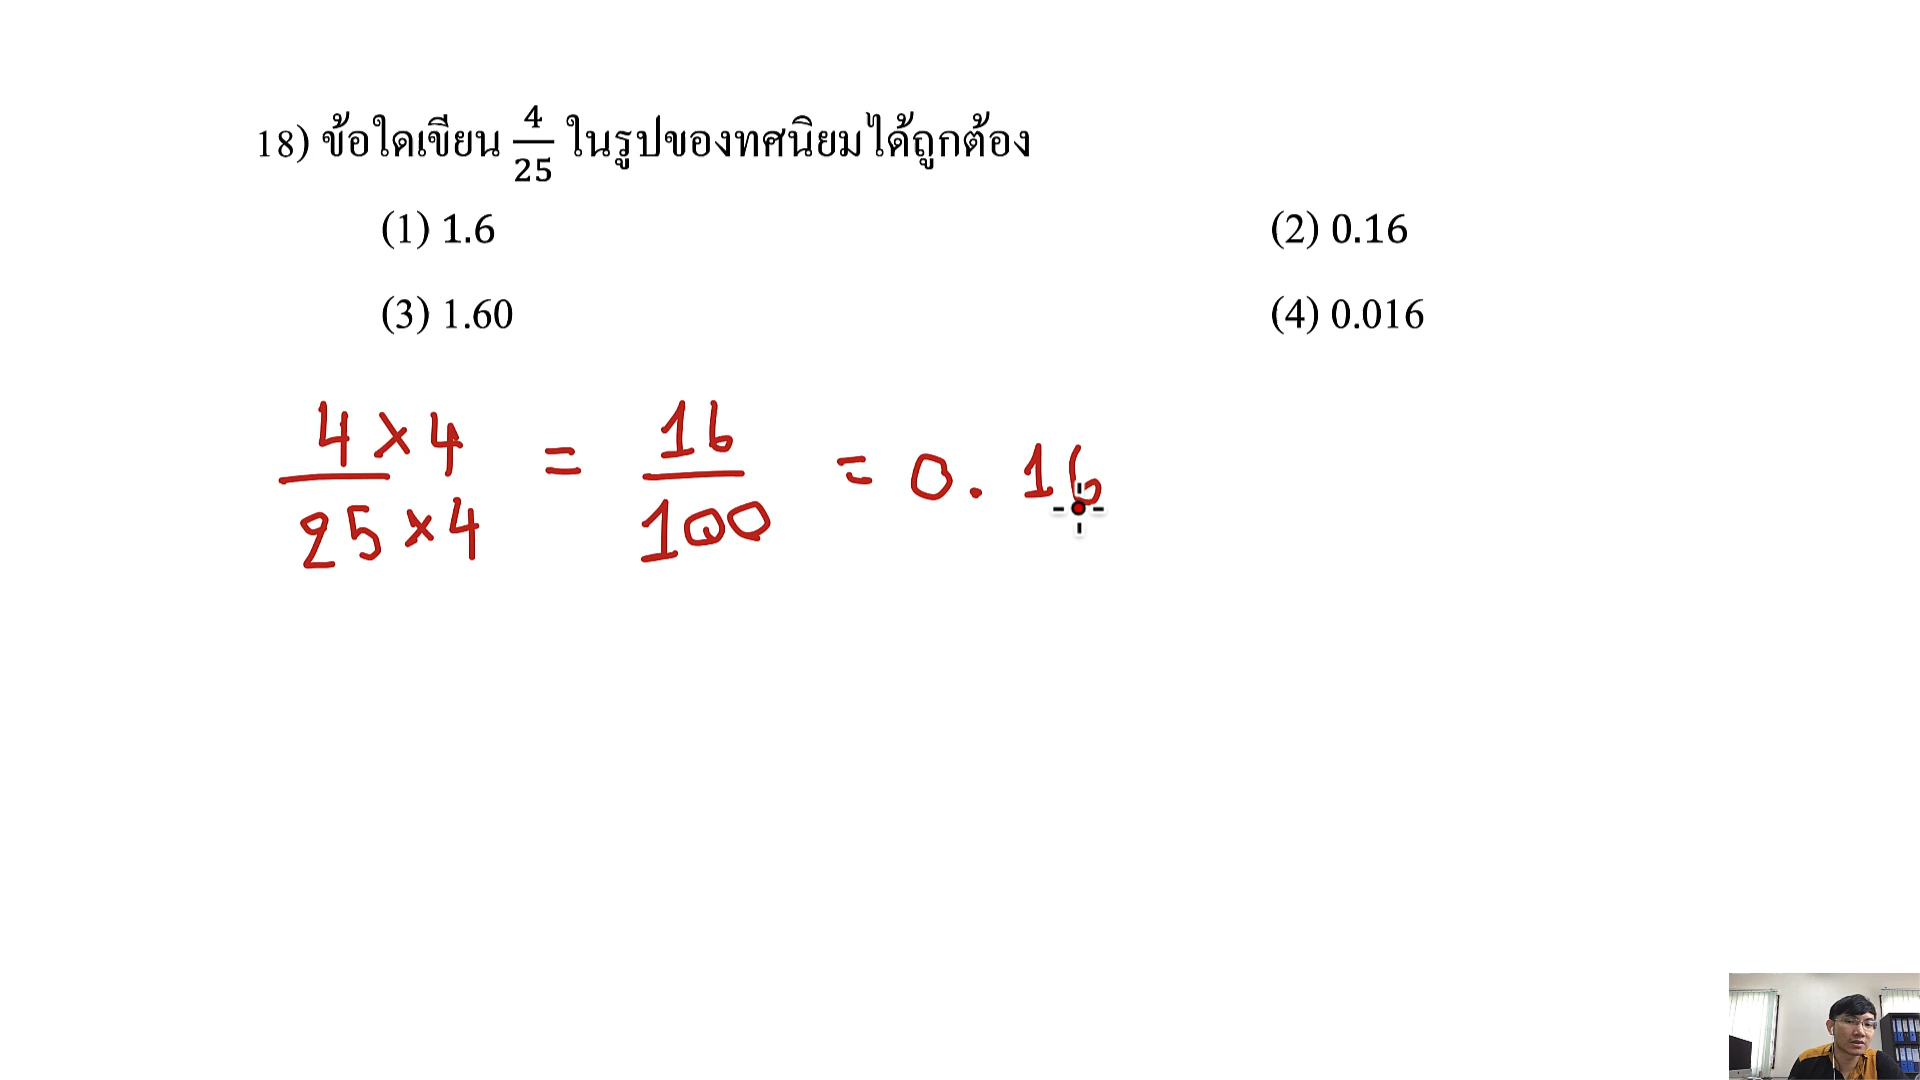 18) ข้อใดเขียน 4/25 ในรูปของทศนิยมได้ถูกต้อง
(1) 1.6 (2) 0.16
(3) 1.60 (4) 0.016
4×4/25×4 = 16/100 = 0.16